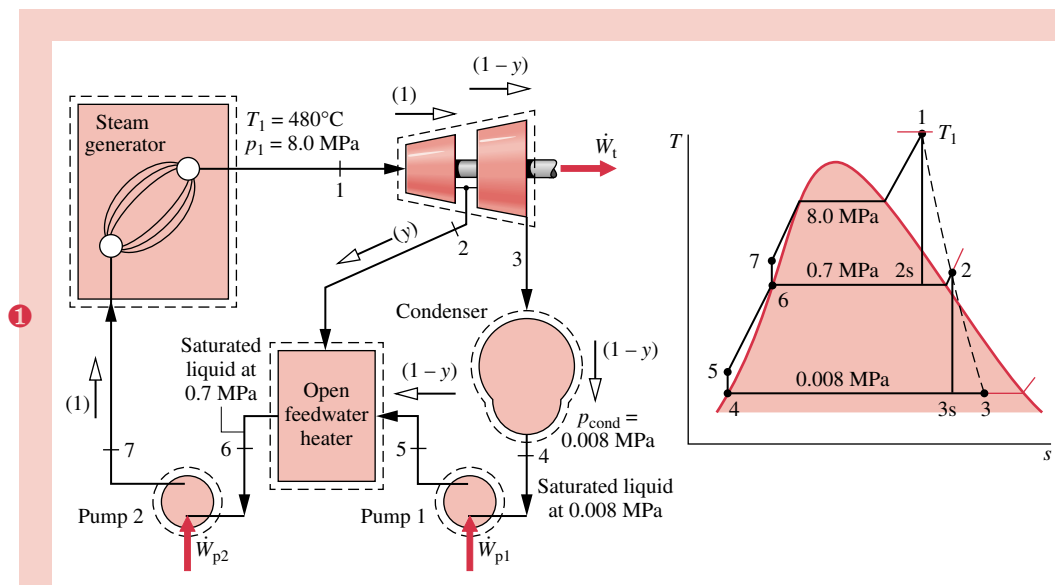 (1 – y)
(1)
Steam
generator
T1 = 480°C
p1 = 8.0 MPa
1
Ẇt
(y)
2
3
Condenser
(1 – y)
Saturated
liquid at
0.7 MPa
(1 – y)
Open
feedwater
heater
pcond =
0.008 MPa
(1)
7
6
5
4
Saturated liquid
at 0.008 MPa
Pump 2
Pump 1
Ẇp2
Ẇp1
1
T
1
T1
8.0 MPa
7
0.7 MPa
2s
2
6
5
0.008 MPa
4
3s
3
s